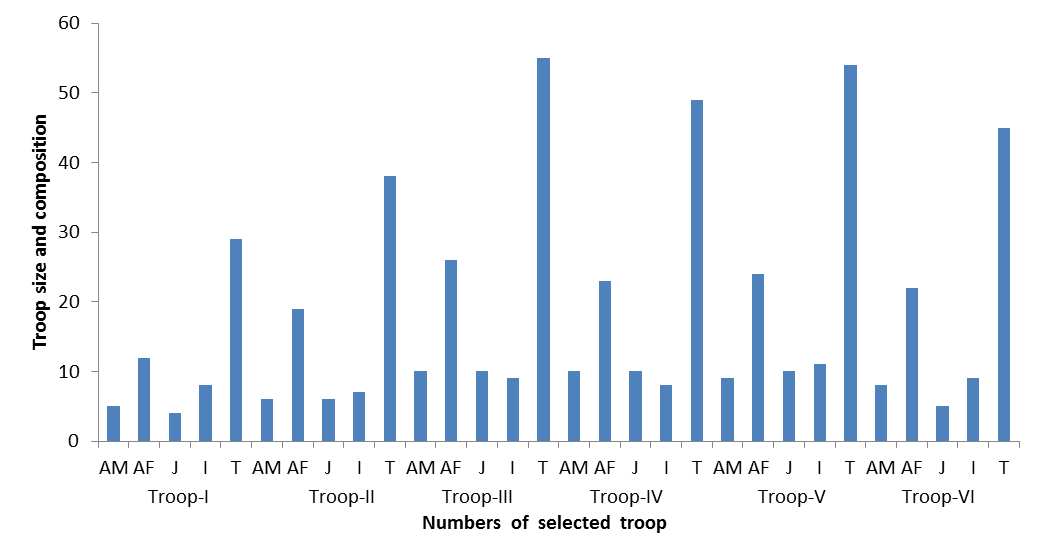 60
50
40
30
20
10
0
Troop size and composition
AM AF J I T AM AF J I T AM AF J I T AM AF J I T AM AF J I T AM AF J I T
Troop-I Troop-II Troop-III Troop-IV Troop-V Troop-VI
Numbers of selected troop